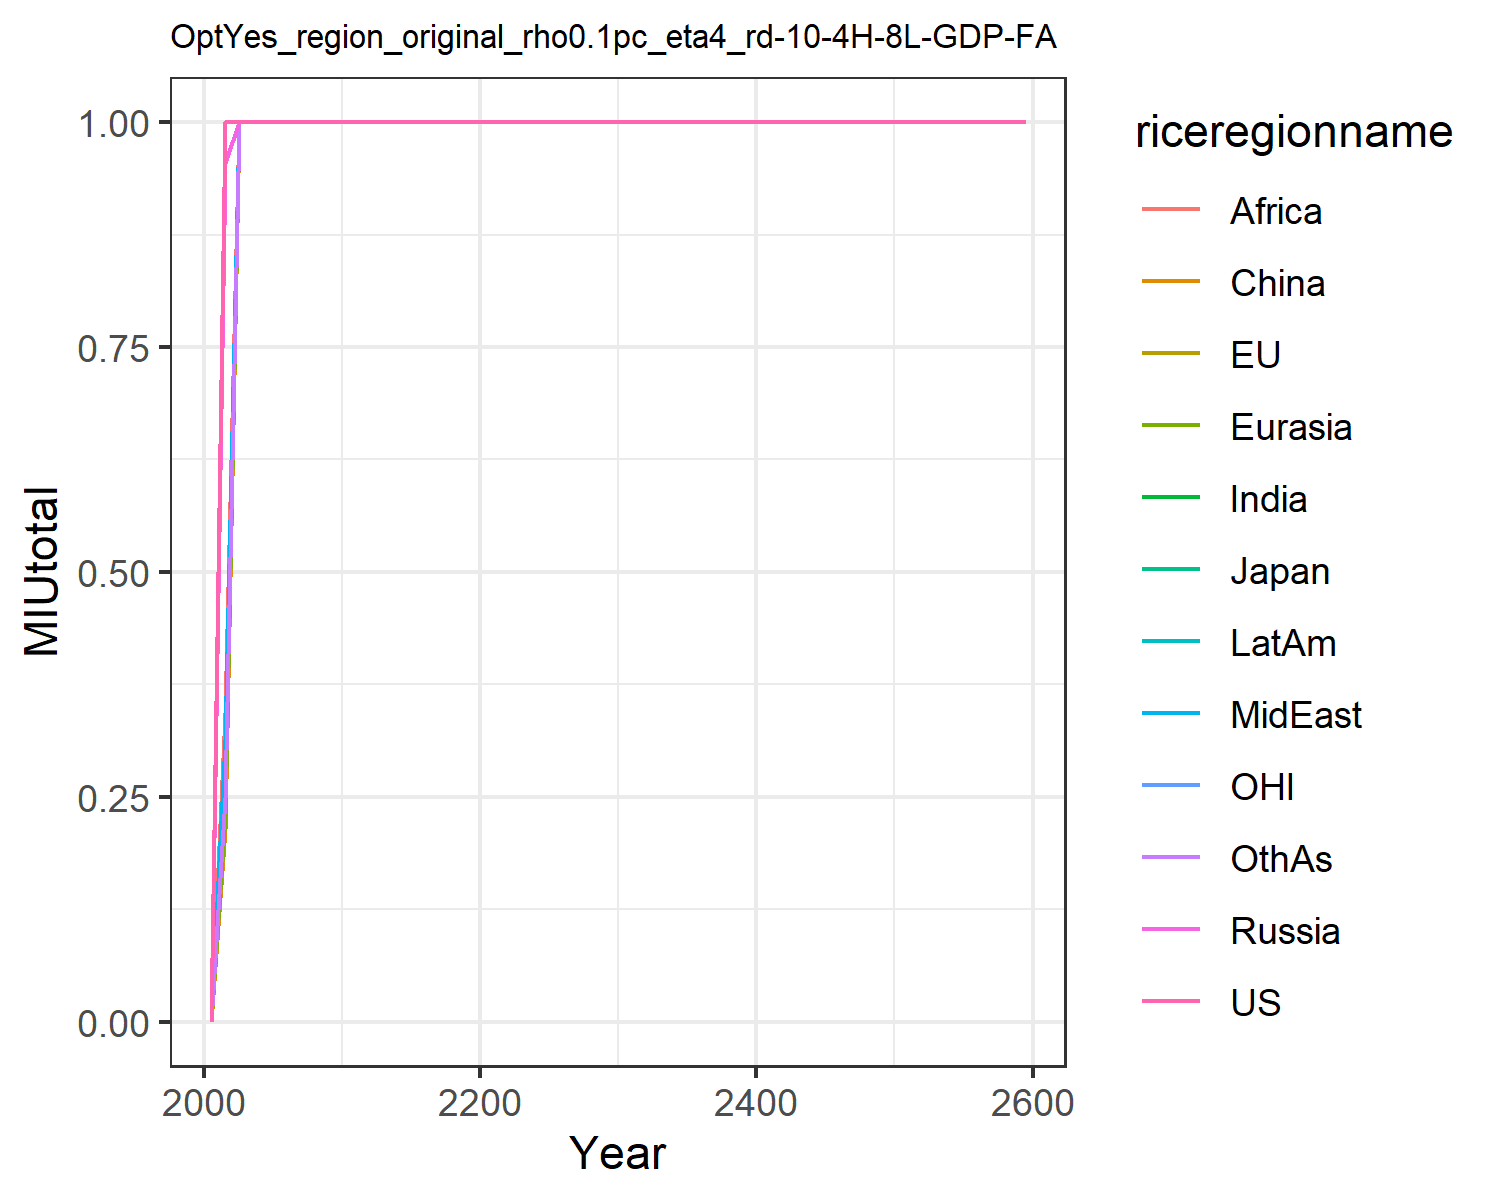 OptYes_region_original_rho0.1pc_eta4_rd-10-4H-8L-GDP-FA
1.00
0.75
0.50
0.25
0.00
MIUtotal
2000
2200
2400
2600
Year
riceregionname
Africa
China
EU
Eurasia
India
Japan
LatAm
MidEast
OHI
OthAs
Russia
US